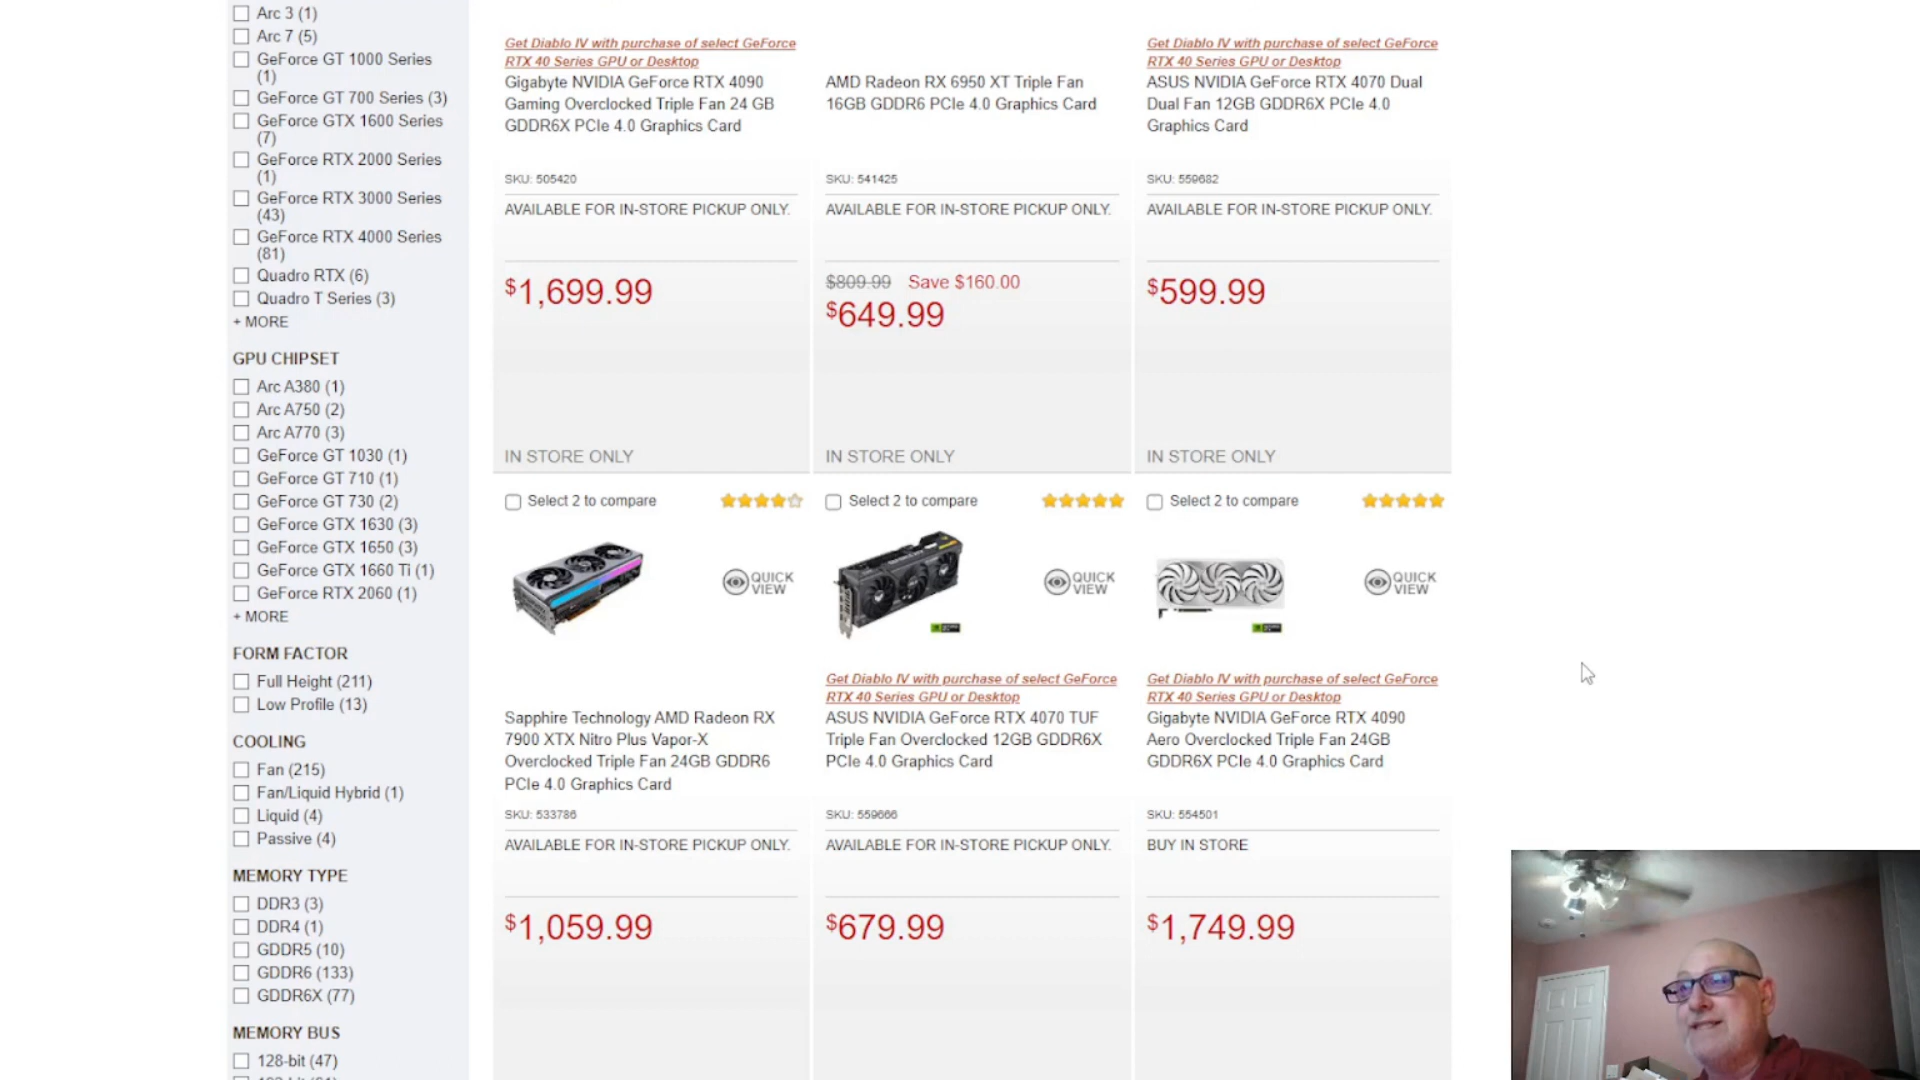 Arc 3 (1)
Arc 7 (5)
GeForce GT 1000 Series
(1)
GeForce GT 700 Series (3)
GeForce GTX 1600 Series
(7)
GeForce RTX 2000 Series
(1)
GeForce RTX 3000 Series
(43)
GeForce RTX 4000 Series
(81)
Quadro RTX (6)
Quadro T Series (3)
+ MORE
GPU CHIPSET
Arc A380 (1)
Arc A750 (2)
Arc A770 (3)
GeForce GT 1030 (1)
GeForce GT 710 (1)
GeForce GT 730 (2)
GeForce GTX 1630 (3)
GeForce GTX 1650 (3)
GeForce GTX 1660 Ti (1)
GeForce RTX 2060 (1)
+ MORE
FORM FACTOR
Full Height (211)
Low Profile (13)
COOLING
Fan (215)
Fan/Liquid Hybrid (1)
Liquid (4)
Passive (4)
MEMORY TYPE
DDR3 (3)
DDR4 (1)
GDDR5 (10)
GDDR6 (133)
GDDR6X (77)
MEMORY BUS
128-bit (47)
Get Diablo IV with purchase of select GeForce
RTX 40 Series GPU or Desktop
Gigabyte NVIDIA GeForce RTX 4090
Gaming Overclocked Triple Fan 24 GB
GDDR6X PCIe 4.0 Graphics Card
SKU: 505420
AVAILABLE FOR IN-STORE PICKUP ONLY.
$1,699.99
IN STORE ONLY
AMD Radeon RX 6950 XT Triple Fan
16GB GDDR6 PCIe 4.0 Graphics Card
SKU: 541425
AVAILABLE FOR IN-STORE PICKUP ONLY.
$809.99 Save $160.00
$649.99
IN STORE ONLY
Get Diablo IV with purchase of select GeForce
RTX 40 Series GPU or Desktop
ASUS NVIDIA GeForce RTX 4070 Dual
Dual Fan 12GB GDDR6X PCIe 4.0
Graphics Card
SKU: 559682
AVAILABLE FOR IN-STORE PICKUP ONLY.
$599.99
IN STORE ONLY
Select 2 to compare
QUICK
VIEW
Sapphire Technology AMD Radeon RX
7900 XTX Nitro Plus Vapor-X
Overclocked Triple Fan 24GB GDDR6
PCIe 4.0 Graphics Card
SKU: 533786
AVAILABLE FOR IN-STORE PICKUP ONLY.
$1,059.99
Select 2 to compare
QUICK
VIEW
Get Diablo IV with purchase of select GeForce
RTX 40 Series GPU or Desktop
ASUS NVIDIA GeForce RTX 4070 TUF
Triple Fan Overclocked 12GB GDDR6X
PCIe 4.0 Graphics Card
SKU: 559666
AVAILABLE FOR IN-STORE PICKUP ONLY.
$679.99
Select 2 to compare
QUICK
VIEW
Get Diablo IV with purchase of select GeForce
RTX 40 Series GPU or Desktop
Gigabyte NVIDIA GeForce RTX 4090
Aero Overclocked Triple Fan 24GB
GDDR6X PCIe 4.0 Graphics Card
SKU: 554501
BUY IN STORE
$1,749.99